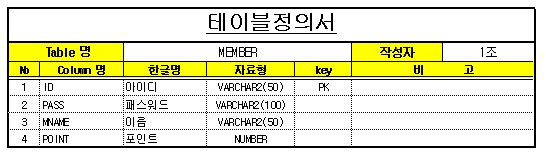 테이블정의서
Table 명 MEMBER 작성자 1조
№ Column 명 한글명 자료형 key 비 고
1 ID 아이디 VARCHAR2(50) PK
2 PASS 패스워드 VARCHAR2(100)
3 MNAME 이음 VARCHAR2(50)
4 POINT 포인트 NUMBER